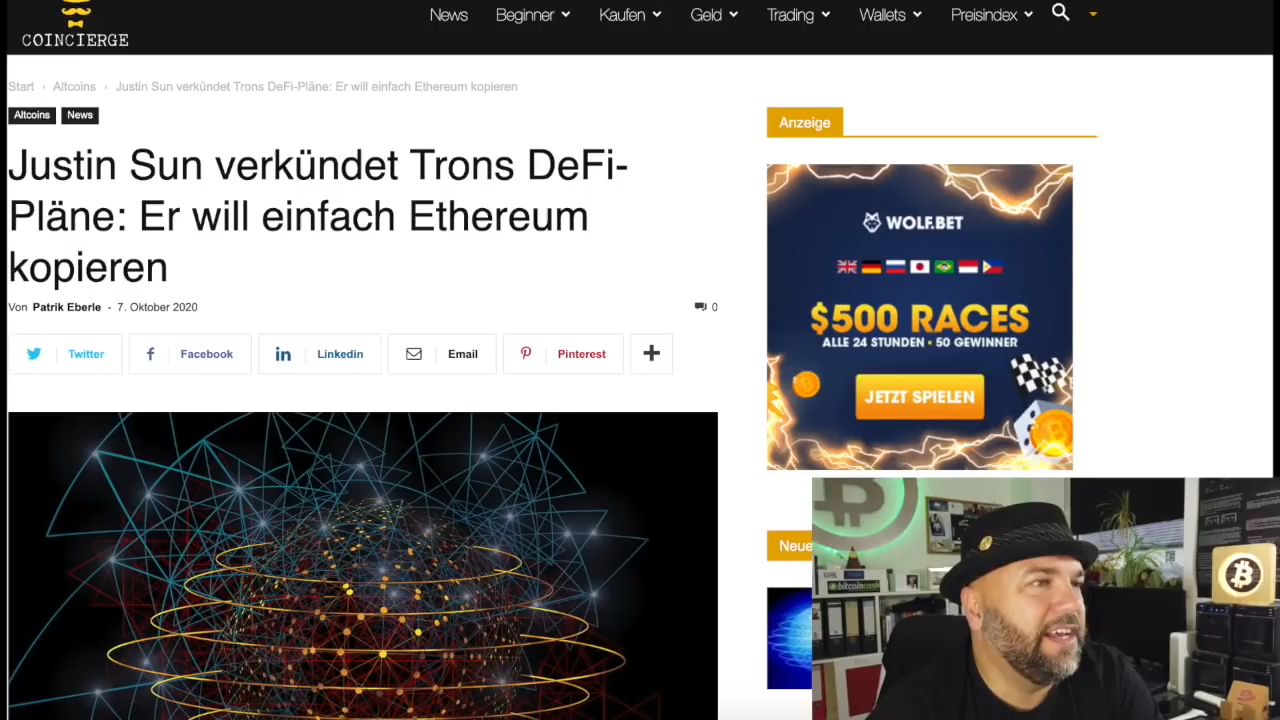 COINCIERGE
News Beginner Kaufen Geld Trading Wallets Preisindex
Start › Altcoins › Justin Sun verkündet Trons DeFi-Pläne: Er will einfach Ethereum kopieren
Altcoins News
Justin Sun verkündet Trons DeFi-
Pläne: Er will einfach Ethereum
kopieren
Von Patrik Eberle - 7. Oktober 2020
0
Twitter
Facebook
Linkedin
Email
Pinterest
Anzeige
WOLF.BET
$500 RACES
ALLE 24 STUNDEN • 50 GEWINNER
JETZT SPIELEN
Neue
bitcoincash